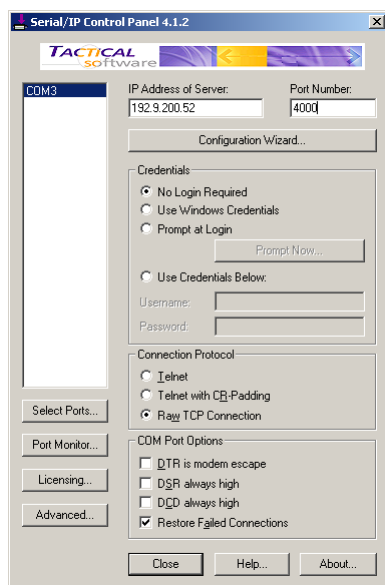 Serial/IP Control Panel 4.1.2
TACTICAL
software
COM3
IP Address of Server:
Port Number:
192.9.200.52
4000
Configuration Wizard...
Credentials
No Login Required
Use Windows Credentials
Prompt at Login
Prompt Now...
Use Credentials Below:
Username:
Password:
Connection Protocol
Telnet
Telnet with CR-Padding
Raw TCP Connection
Select Ports...
Port Monitor...
Licensing...
Advanced...
COM Port Options
DTR is modem escape
DSR always high
DCD always high
Restore Failed Connections
Close
Help...
About...